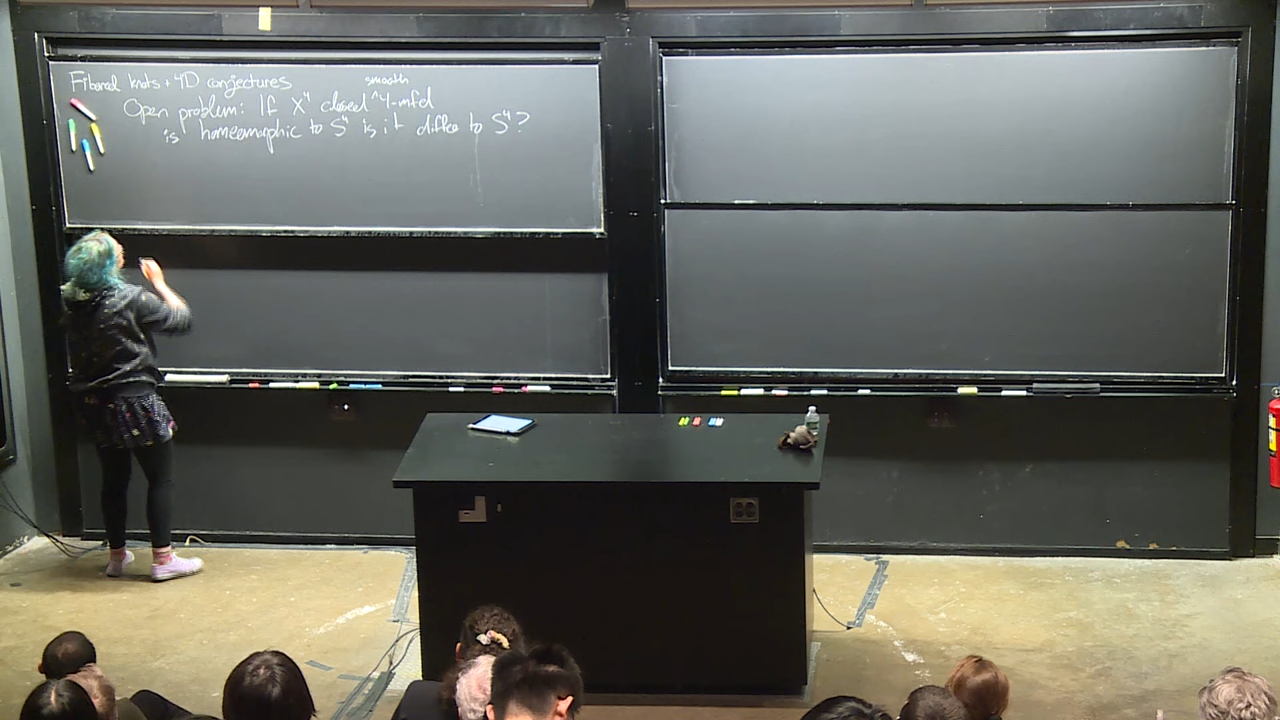 Fibered knots + 4D conjectures
smooth
Open problem: If X⁴ closed ^4-mfd
is homeomorphic to S⁴ is it diffeo to S⁴?